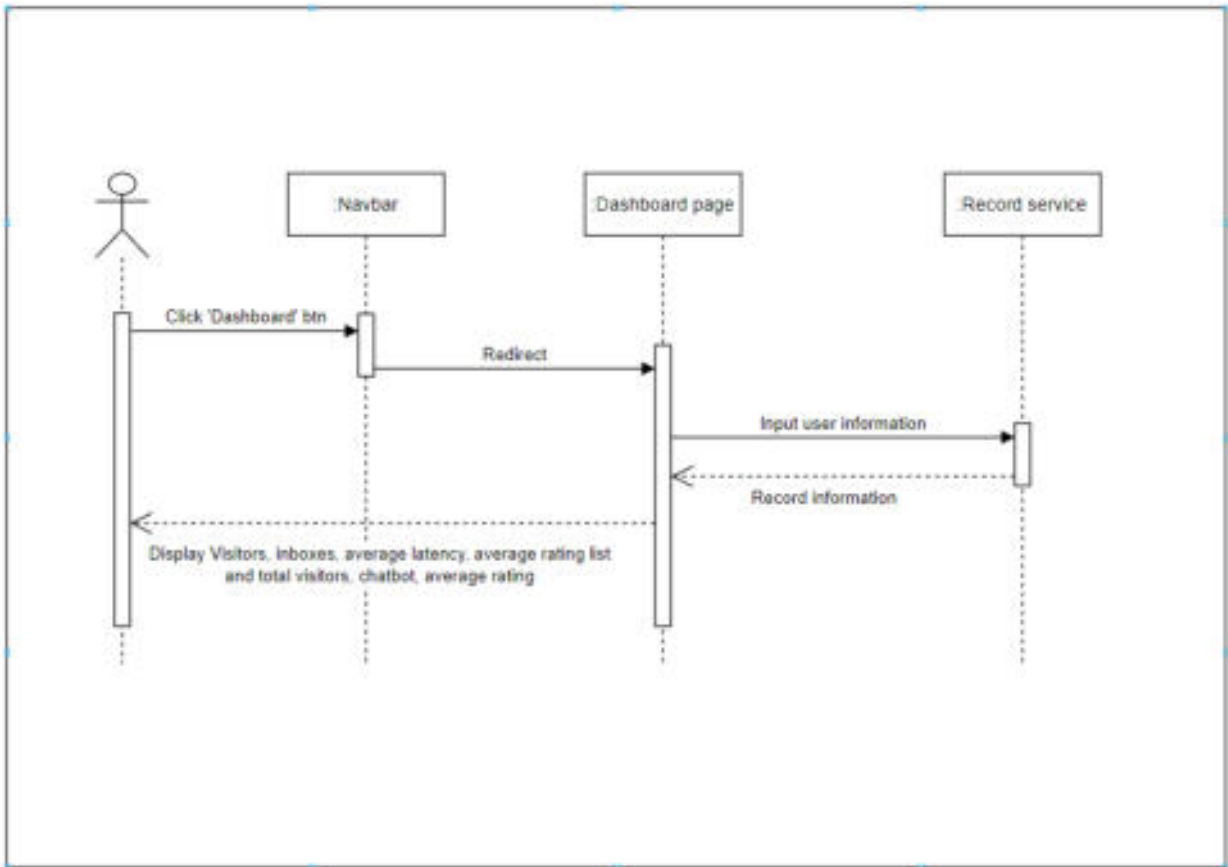 :Navbar
:Dashboard page
:Record service
Click 'Dashboard' btn
Redirect
Input user information
Record information
Display Visitors, inboxes, average latency, average rating list
and total visitors, chatbot, average rating